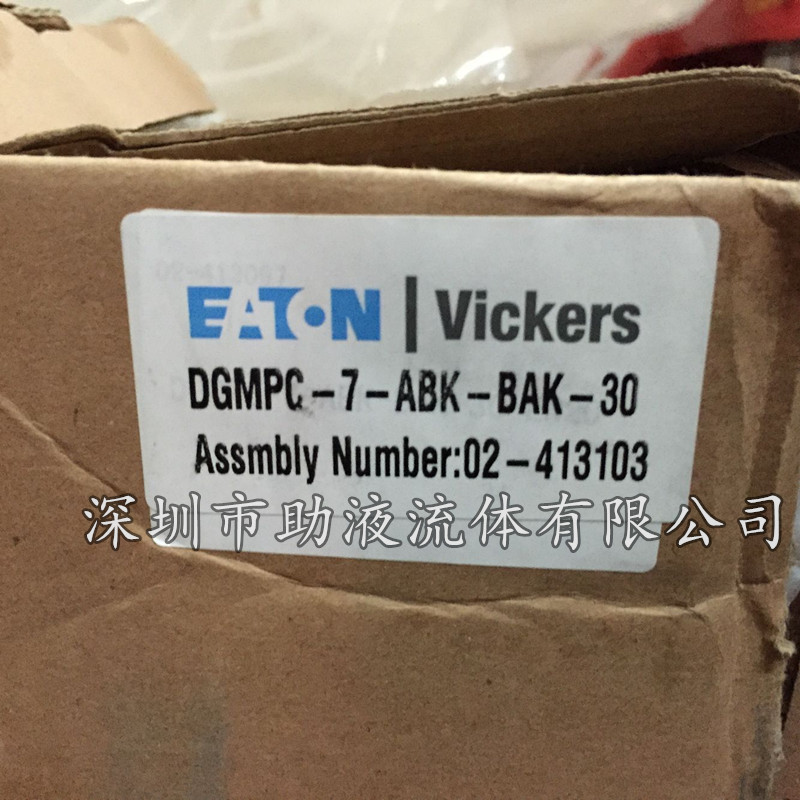 EATON | Vickers
DGMPC-7-ABK-BAK-30
Assmbly Number:02-413103
深圳市助液流体有限公司